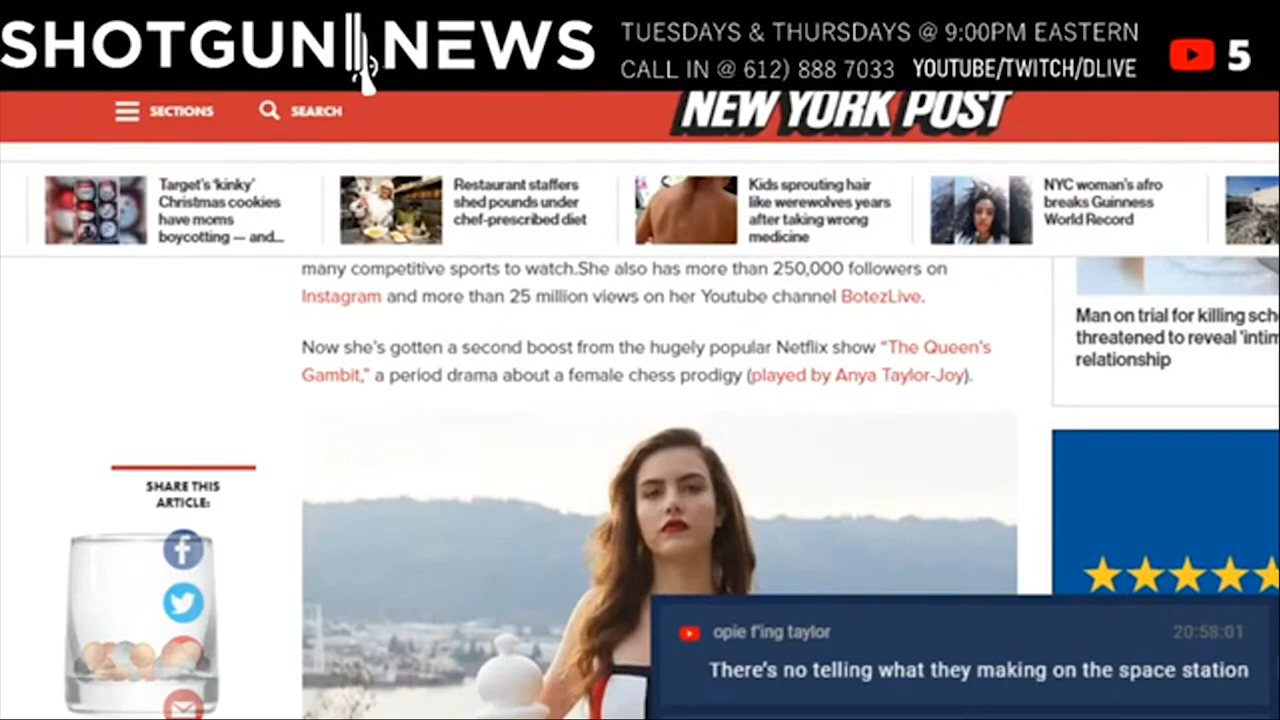 SHOTGUN NEWS
TUESDAYS & THURSDAYS @ 9:00PM EASTERN
CALL IN @ 612) 888 7033 YOUTUBE/TWITCH/DLIVE
5
SECTIONS
SEARCH
NEW YORK POST
Target's 'kinky'
Christmas cookies
have moms
boycotting — and...
Restaurant staffers
shed pounds under
chef-prescribed diet
Kids sprouting hair
like werewolves years
after taking wrong
medicine
NYC woman's afro
breaks Guinness
World Record
many competitive sports to watch.She also has more than 250,000 followers on
Instagram and more than 25 million views on her Youtube channel BotezLive.
Now she's gotten a second boost from the hugely popular Netflix show “The Queen's
Gambit,” a period drama about a female chess prodigy (played by Anya Taylor-Joy).
Man on trial for killing sch
threatened to reveal 'intim
relationship
SHARE THIS
ARTICLE:
opie f'ing taylor
20:58:01
There's no telling what they making on the space station